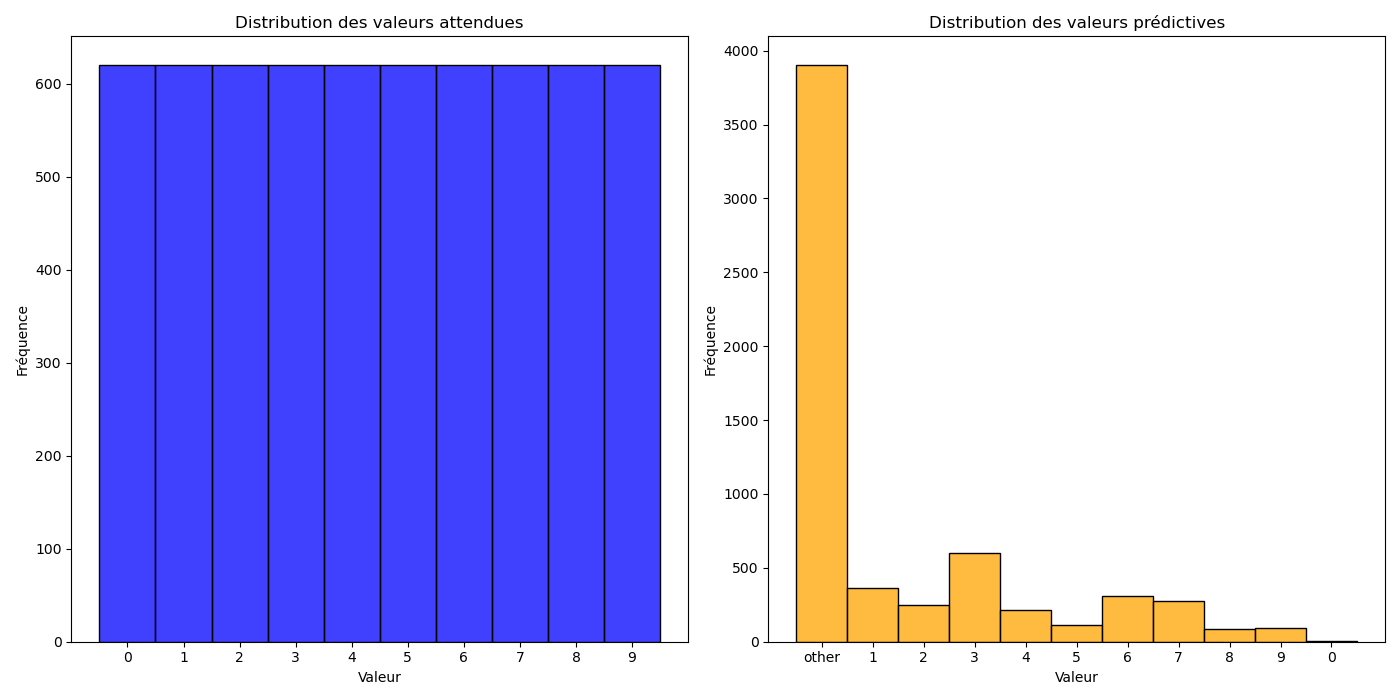 Distribution des valeurs attendues
Fréquence
600
500
400
300
200
100
0
0 1 2 3 4 5 6 7 8 9
Valeur
Distribution des valeurs prédictives
Fréquence
4000
3500
3000
2500
2000
1500
1000
500
0
other 1 2 3 4 5 6 7 8 9 0
Valeur